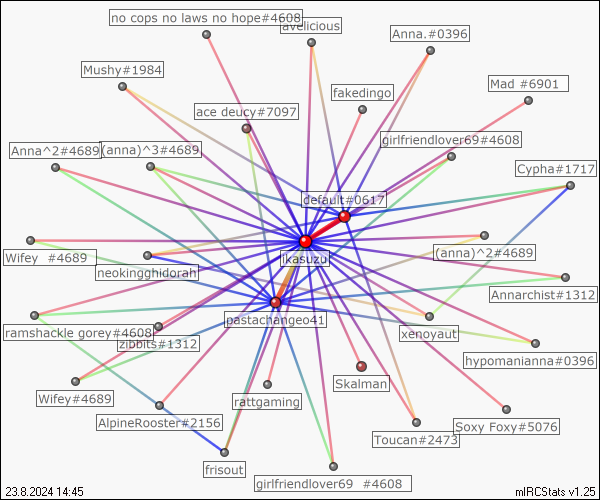 no cops no laws no hope#4608
avelicious
Anna.#0396
Mushy#1984
fakedingo
Mad #6901
ace deucy#7097
girlfriendlover69#4608
Anna^2#4689
(anna)^3#4689
Cypha#1717
default#0617
Wifey  #4689
ikasuzu
(anna)^2#4689
neokingghidorah
Annarchist#1312
pastachangeo41
ramshackle gorey#4608
xenoyaut
zibbits#1312
hypomanianna#0396
Skalman
Wifey#4689
rattgaming
AlpineRooster#2156
Soxy Foxy#5076
Toucan#2473
frisout
girlfriendlover69  #4608
23.8.2024 14:45
mIRCStats v1.25